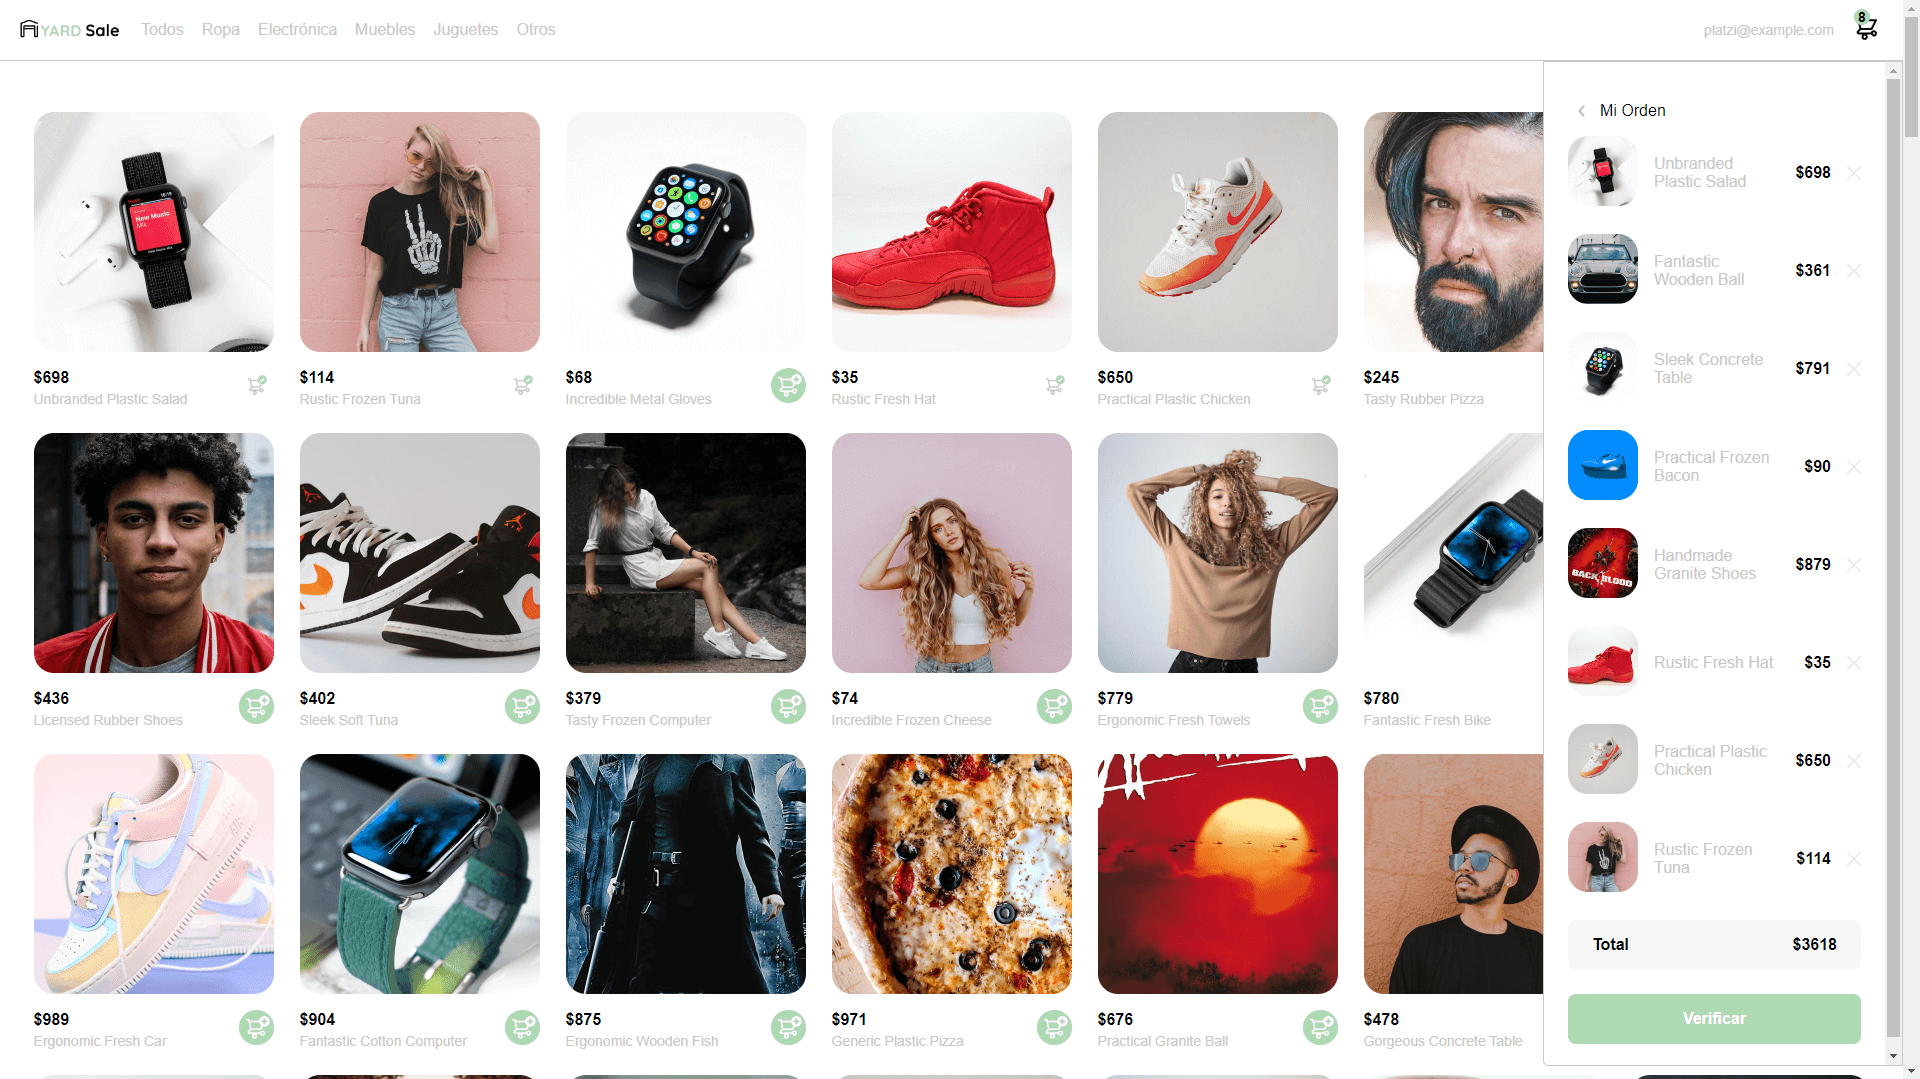 YARD Sale
Todos
Ropa
Electrónica
Muebles
Juguetes
Otros
platzi@example.com
8
New Music
Mix
$698
Unbranded Plastic Salad
$114
Rustic Frozen Tuna
$68
Incredible Metal Gloves
$35
Rustic Fresh Hat
$650
Practical Plastic Chicken
$245
Tasty Rubber Pizza
$436
Licensed Rubber Shoes
$402
Sleek Soft Tuna
$379
Tasty Frozen Computer
$74
Incredible Frozen Cheese
$779
Ergonomic Fresh Towels
$780
Fantastic Fresh Bike
$989
Ergonomic Fresh Car
$904
Fantastic Cotton Computer
$875
Ergonomic Wooden Fish
$971
Generic Plastic Pizza
$676
Practical Granite Ball
$478
Gorgeous Concrete Table
Mi Orden
Unbranded
Plastic Salad
$698
Fantastic
Wooden Ball
$361
Sleek Concrete
Table
$791
Practical Frozen
Bacon
$90
BACK BLOOD
Handmade
Granite Shoes
$879
Rustic Fresh Hat
$35
Practical Plastic
Chicken
$650
Rustic Frozen
Tuna
$114
Total
$3618
Verificar